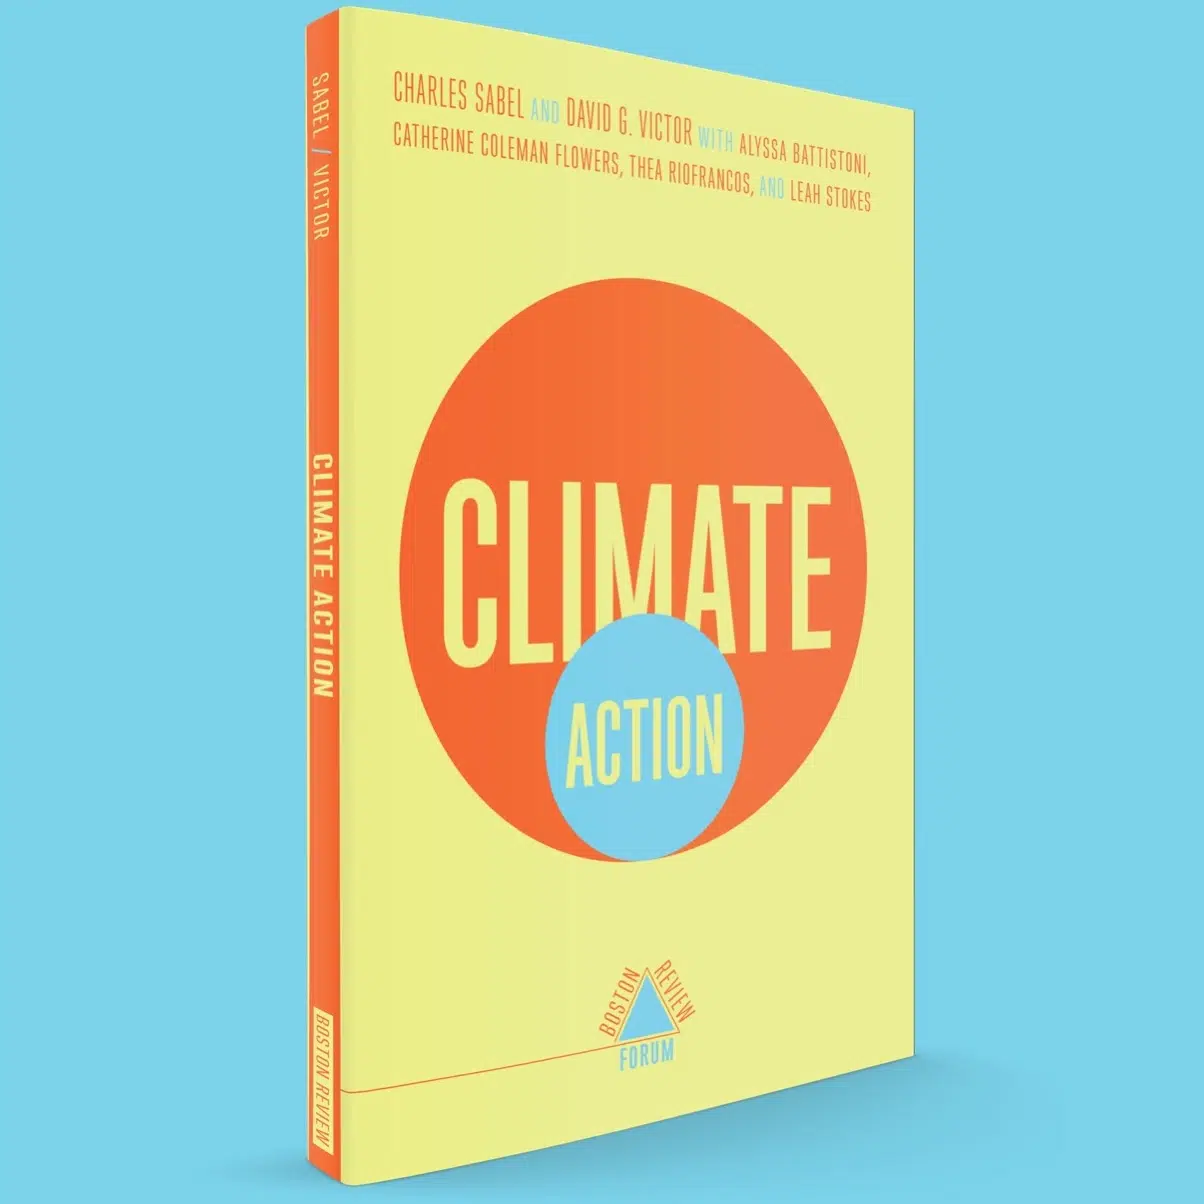 CHARLES SABEL AND DAVID G. VICTOR WITH ALYSSA BATTISTONI,
CATHERINE COLEMAN FLOWERS, THEA RIOFRANCOS, AND LEAH STOKES
CLIMATE
ACTION
BOSTON REVIEW
FORUM
SABEL / VICTOR
CLIMATE ACTION
BOSTON REVIEW